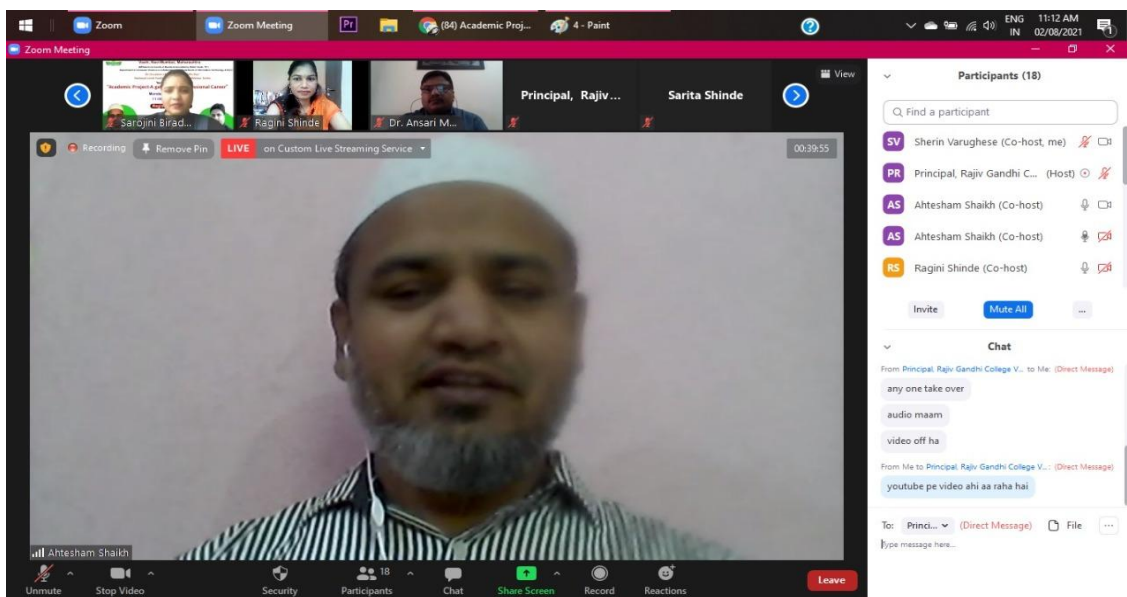 Zoom
Zoom Meeting
Pr
(84) Academic Proj...
4 - Paint
ENG
IN
11:12 AM
02/08/2021
Zoom Meeting
"Academic Project-A
Sarojini Birad...
Ragini Shinde
Dr. Ansari M...
Principal, Rajiv...
Sarita Shinde
View
Recording
Remove Pin
LIVE on Custom Live Streaming Service
00:39:55
Ahtesham Shaikh
Unmute
Stop Video
Security
Participants
18
Chat
Share Screen
Record
Reactions
Leave
Participants (18)
Find a participant
SV Sherin Varughese (Co-host, me)
PR Principal, Rajiv Gandhi C... (Host)
AS Ahtesham Shaikh (Co-host)
AS Ahtesham Shaikh (Co-host)
RS Ragini Shinde (Co-host)
Invite
Mute All
...
Chat
From Principal, Rajiv Gandhi College V... to Me: (Direct Message)
any one take over
audio maam
video off ha
From Me to Principal, Rajiv Gandhi College V...: (Direct Message)
youtube pe video ahi aa raha hai
To: Princi... (Direct Message) File ...
Type message here...